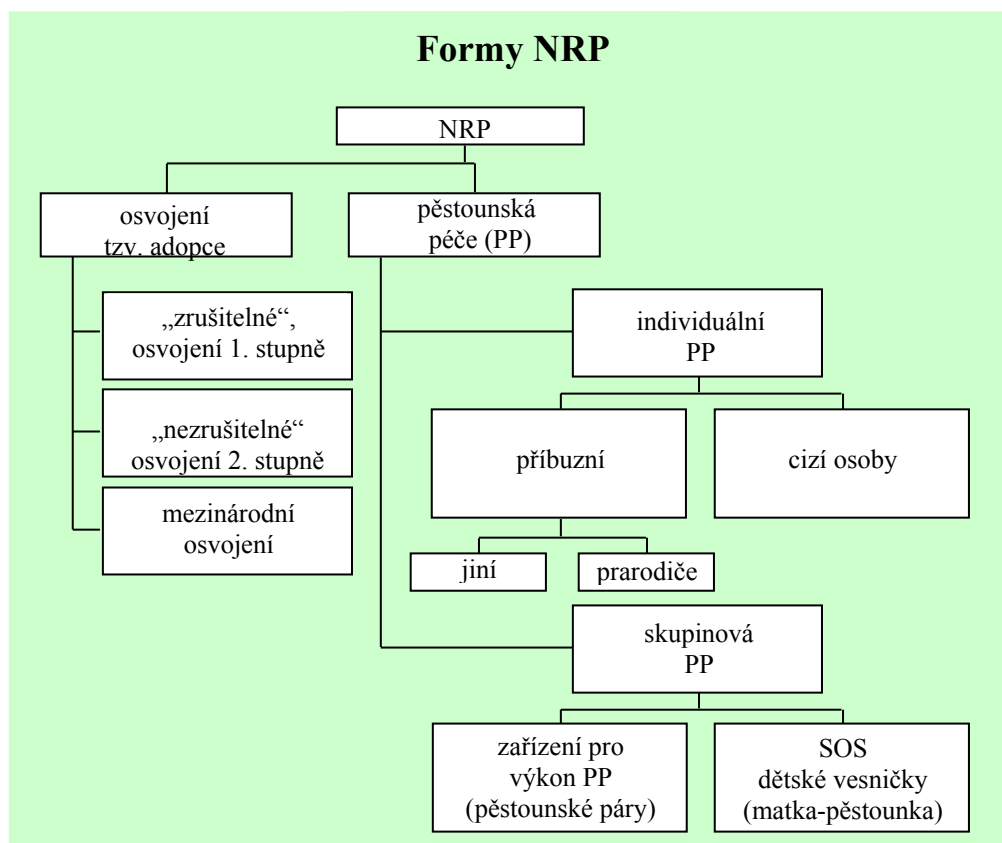 Formy NRP
NRP
osvojení
tzv. adopce
pěstounská
péče (PP)
„zrušitelné“,
osvojení 1. stupně
„nezrušitelné“
osvojení 2. stupně
mezinárodní
osvojení
individuální
PP
příbuzní
cizí osoby
jiní
prarodiče
skupinová
PP
zařízení pro
výkon PP
(pěstounské páry)
SOS
dětské vesničky
(matka-pěstounka)